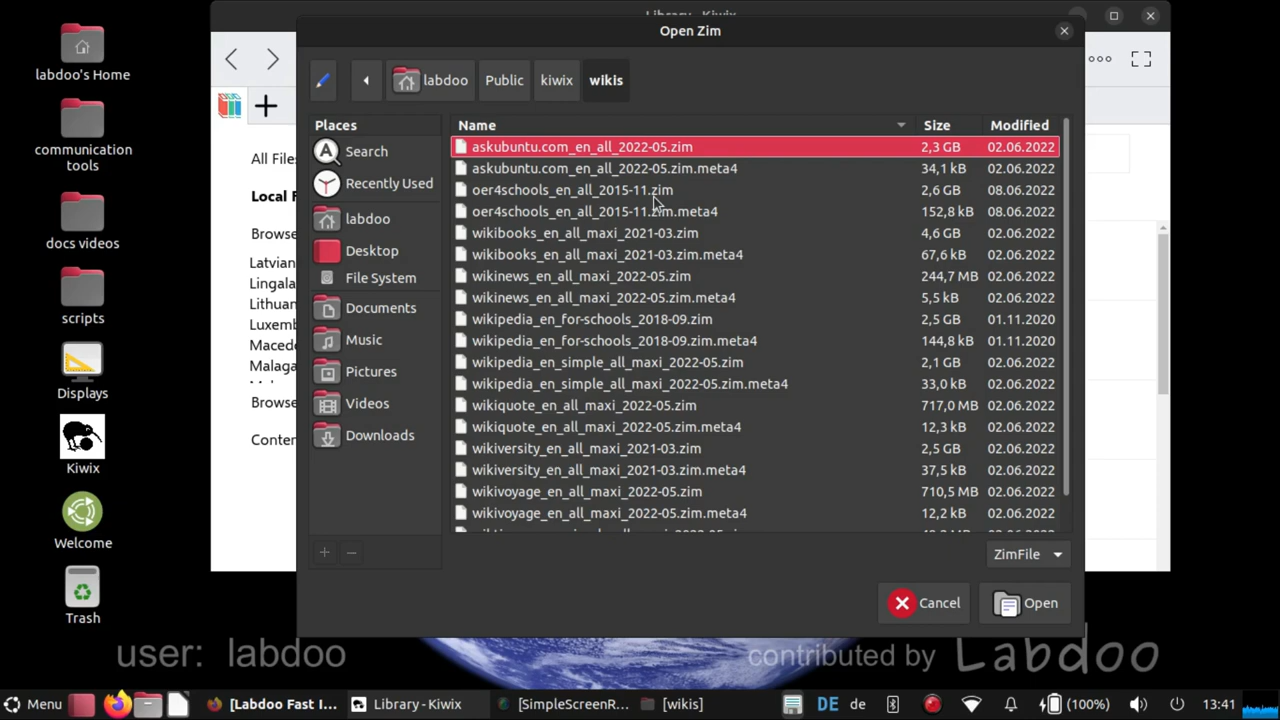 Library - Kiwix
Open Zim
labdoo's Home
communication
tools
docs videos
scripts
Displays
Kiwix
Welcome
Trash
All Files
Local F
Browse
Latvian
Lingala
Lithuan
Luxemb
Macedo
Malaga
Browse
Conten
labdoo Public kiwix wikis
Places
Search
Recently Used
labdoo
Desktop
File System
Documents
Music
Pictures
Videos
Downloads
Name Size Modified
askubuntu.com_en_all_2022-05.zim 2,3 GB 02.06.2022
askubuntu.com_en_all_2022-05.zim.meta4 34,1 kB 02.06.2022
oer4schools_en_all_2015-11.zim 2,6 GB 08.06.2022
oer4schools_en_all_2015-11.zim.meta4 152,8 kB 08.06.2022
wikibooks_en_all_maxi_2021-03.zim 4,6 GB 02.06.2022
wikibooks_en_all_maxi_2021-03.zim.meta4 67,6 kB 02.06.2022
wikinews_en_all_maxi_2022-05.zim 244,7 MB 02.06.2022
wikinews_en_all_maxi_2022-05.zim.meta4 5,5 kB 02.06.2022
wikipedia_en_for-schools_2018-09.zim 2,5 GB 01.11.2020
wikipedia_en_for-schools_2018-09.zim.meta4 144,8 kB 01.11.2020
wikipedia_en_simple_all_maxi_2022-05.zim 2,1 GB 02.06.2022
wikipedia_en_simple_all_maxi_2022-05.zim.meta4 33,0 kB 02.06.2022
wikiquote_en_all_maxi_2022-05.zim 717,0 MB 02.06.2022
wikiquote_en_all_maxi_2022-05.zim.meta4 12,3 kB 02.06.2022
wikiversity_en_all_maxi_2021-03.zim 2,5 GB 02.06.2022
wikiversity_en_all_maxi_2021-03.zim.meta4 37,5 kB 02.06.2022
wikivoyage_en_all_maxi_2022-05.zim 710,5 MB 02.06.2022
wikivoyage_en_all_maxi_2022-05.zim.meta4 12,2 kB 02.06.2022
ZimFile
Cancel Open
user: labdoo
contributed by Labdoo
Menu [Labdoo Fast I... Library - Kiwix [SimpleScreenR... [wikis] DE de (100%) 13:41